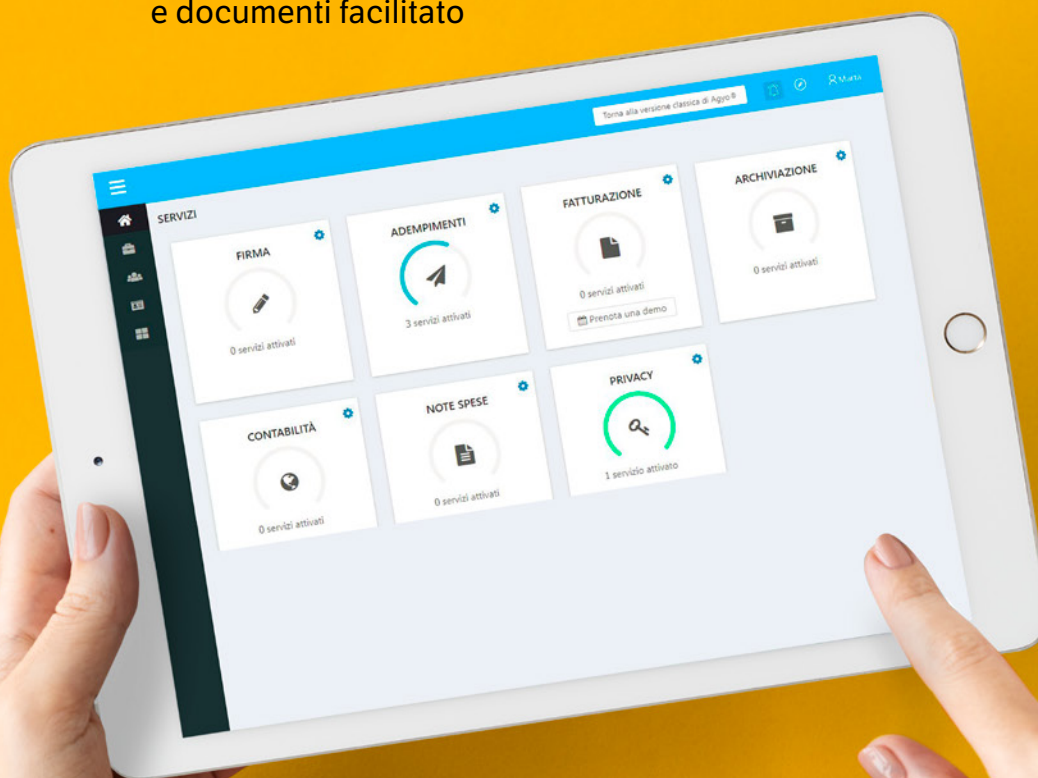 e documenti facilitato
Torna alla versione classica di Agyo
Marta
SERVIZI
FIRMA
0 servizi attivati
ADEMPIMENTI
3 servizi attivati
FATTURAZIONE
0 servizi attivati
Prenota una demo
ARCHIVIAZIONE
0 servizi attivati
CONTABILITÀ
0 servizi attivati
NOTE SPESE
0 servizi attivati
PRIVACY
1 servizio attivato